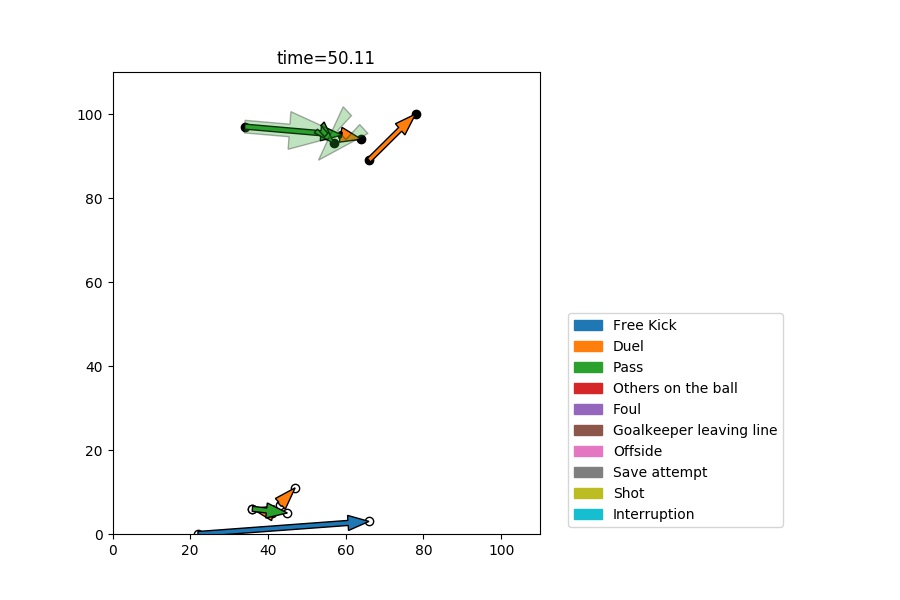 time=50.11
100
80
60
40
20
0
0 20 40 60 80 100
Free Kick
Duel
Pass
Others on the ball
Foul
Goalkeeper leaving line
Offside
Save attempt
Shot
Interruption